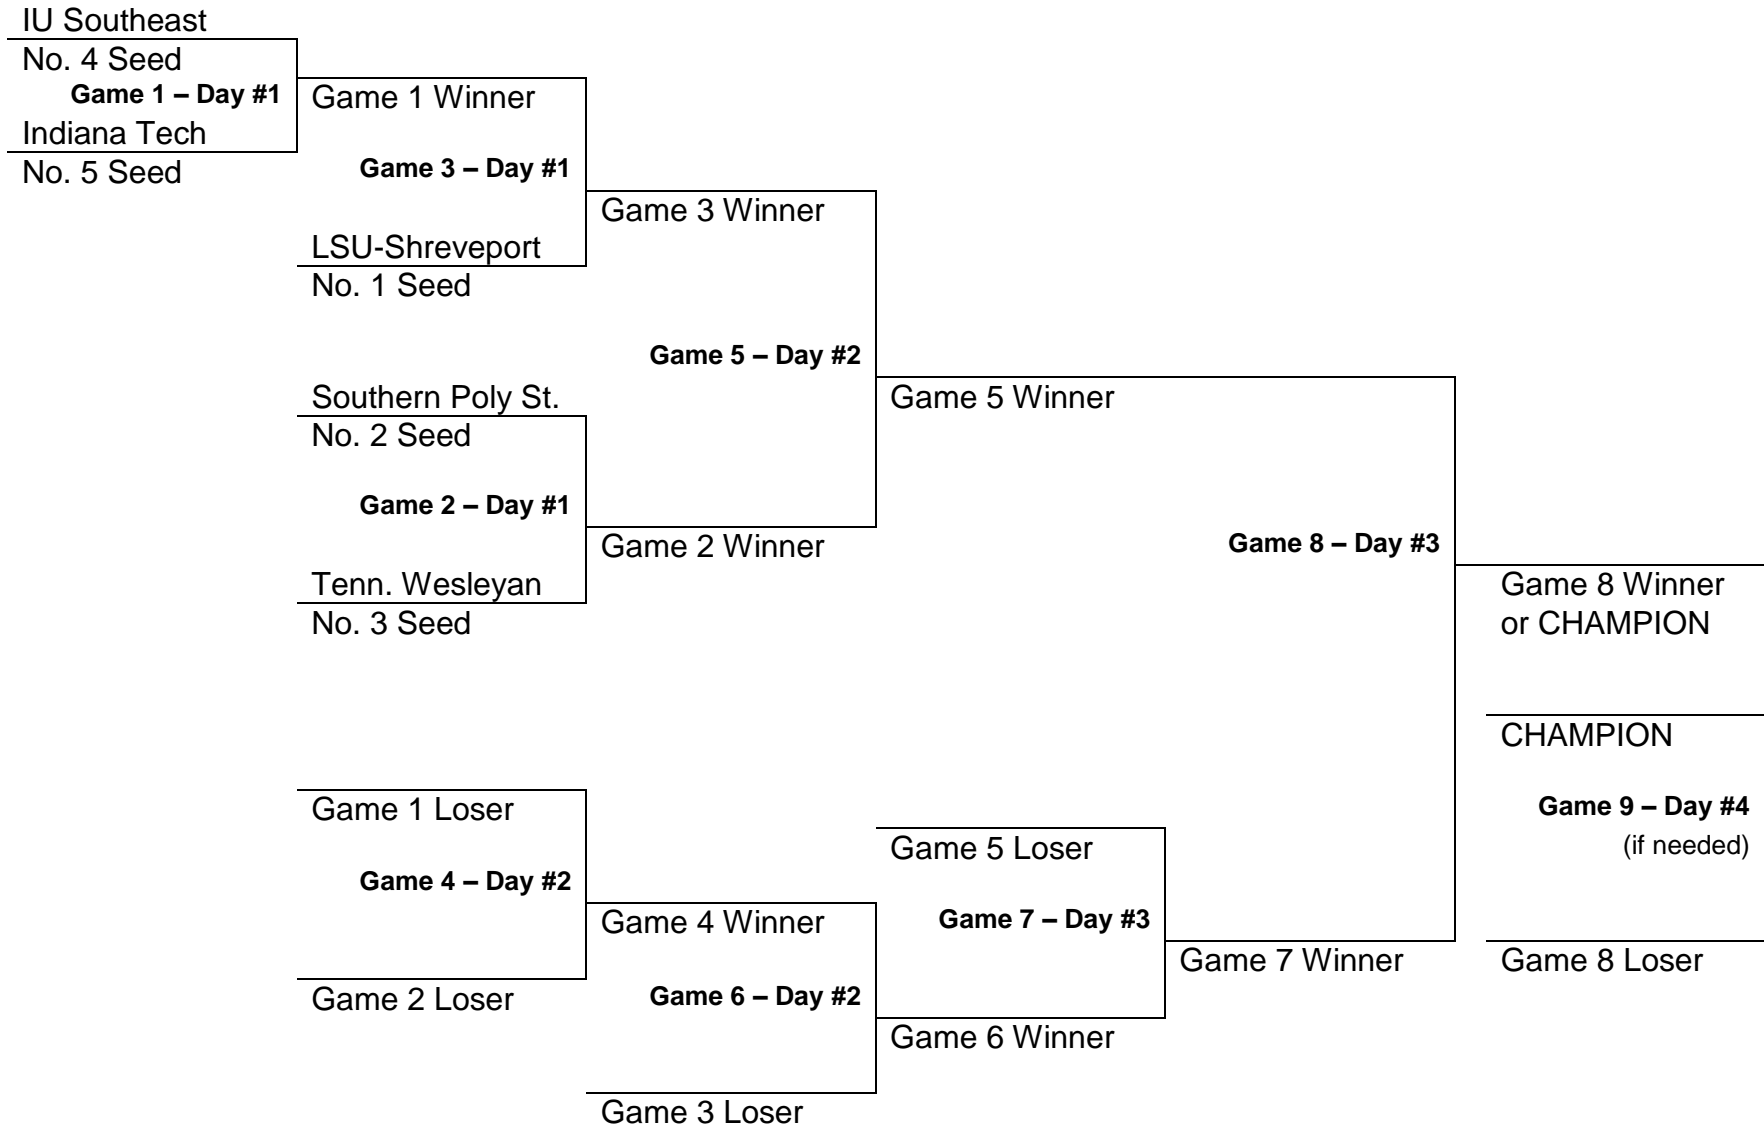 IU Southeast
No. 4 Seed
Game 1 – Day #1
Indiana Tech
No. 5 Seed
Game 1 Winner
Game 3 – Day #1
LSU-Shreveport
No. 1 Seed
Game 3 Winner
Game 5 – Day #2
Southern Poly St.
No. 2 Seed
Game 2 – Day #1
Tenn. Wesleyan
No. 3 Seed
Game 2 Winner
Game 5 Winner
Game 8 – Day #3
Game 8 Winner
or CHAMPION
CHAMPION
Game 9 – Day #4
(if needed)
Game 8 Loser
Game 1 Loser
Game 4 – Day #2
Game 2 Loser
Game 4 Winner
Game 6 – Day #2
Game 3 Loser
Game 5 Loser
Game 7 – Day #3
Game 6 Winner
Game 7 Winner